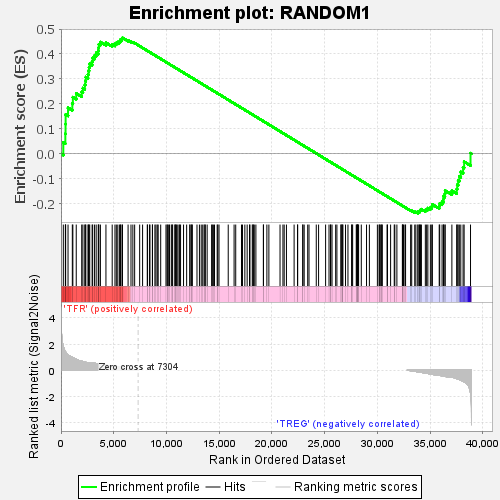 Enrichment plot: RANDOM1
Enrichment score (ES)
0.5
0.4
0.3
0.2
0.1
0.0
-0.1
-0.2
'TFR' (positively correlated)
Zero cross at 7304
'TREG' (negatively correlated)
Ranked list metric (Signal2Noise)
4
2
0
-2
-4
0
5,000
10,000
15,000
20,000
25,000
30,000
35,000
40,000
Rank in Ordered Dataset
Enrichment profile
Hits
Ranking metric scores